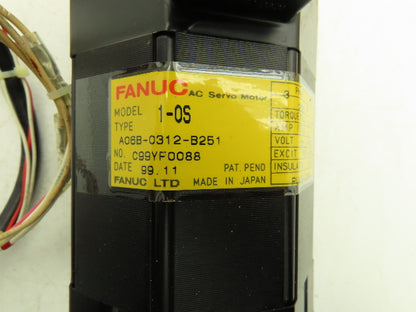 FANUC AC Servo Motor
MODEL 1-0S
TYPE
A06B-0312-B251
NO. C99YF0088
DATE 99.11 PAT. PEND
FANUC LTD MADE IN JAPAN
3
TORQUE
AMP
VOLT
EXCIT
INSULA